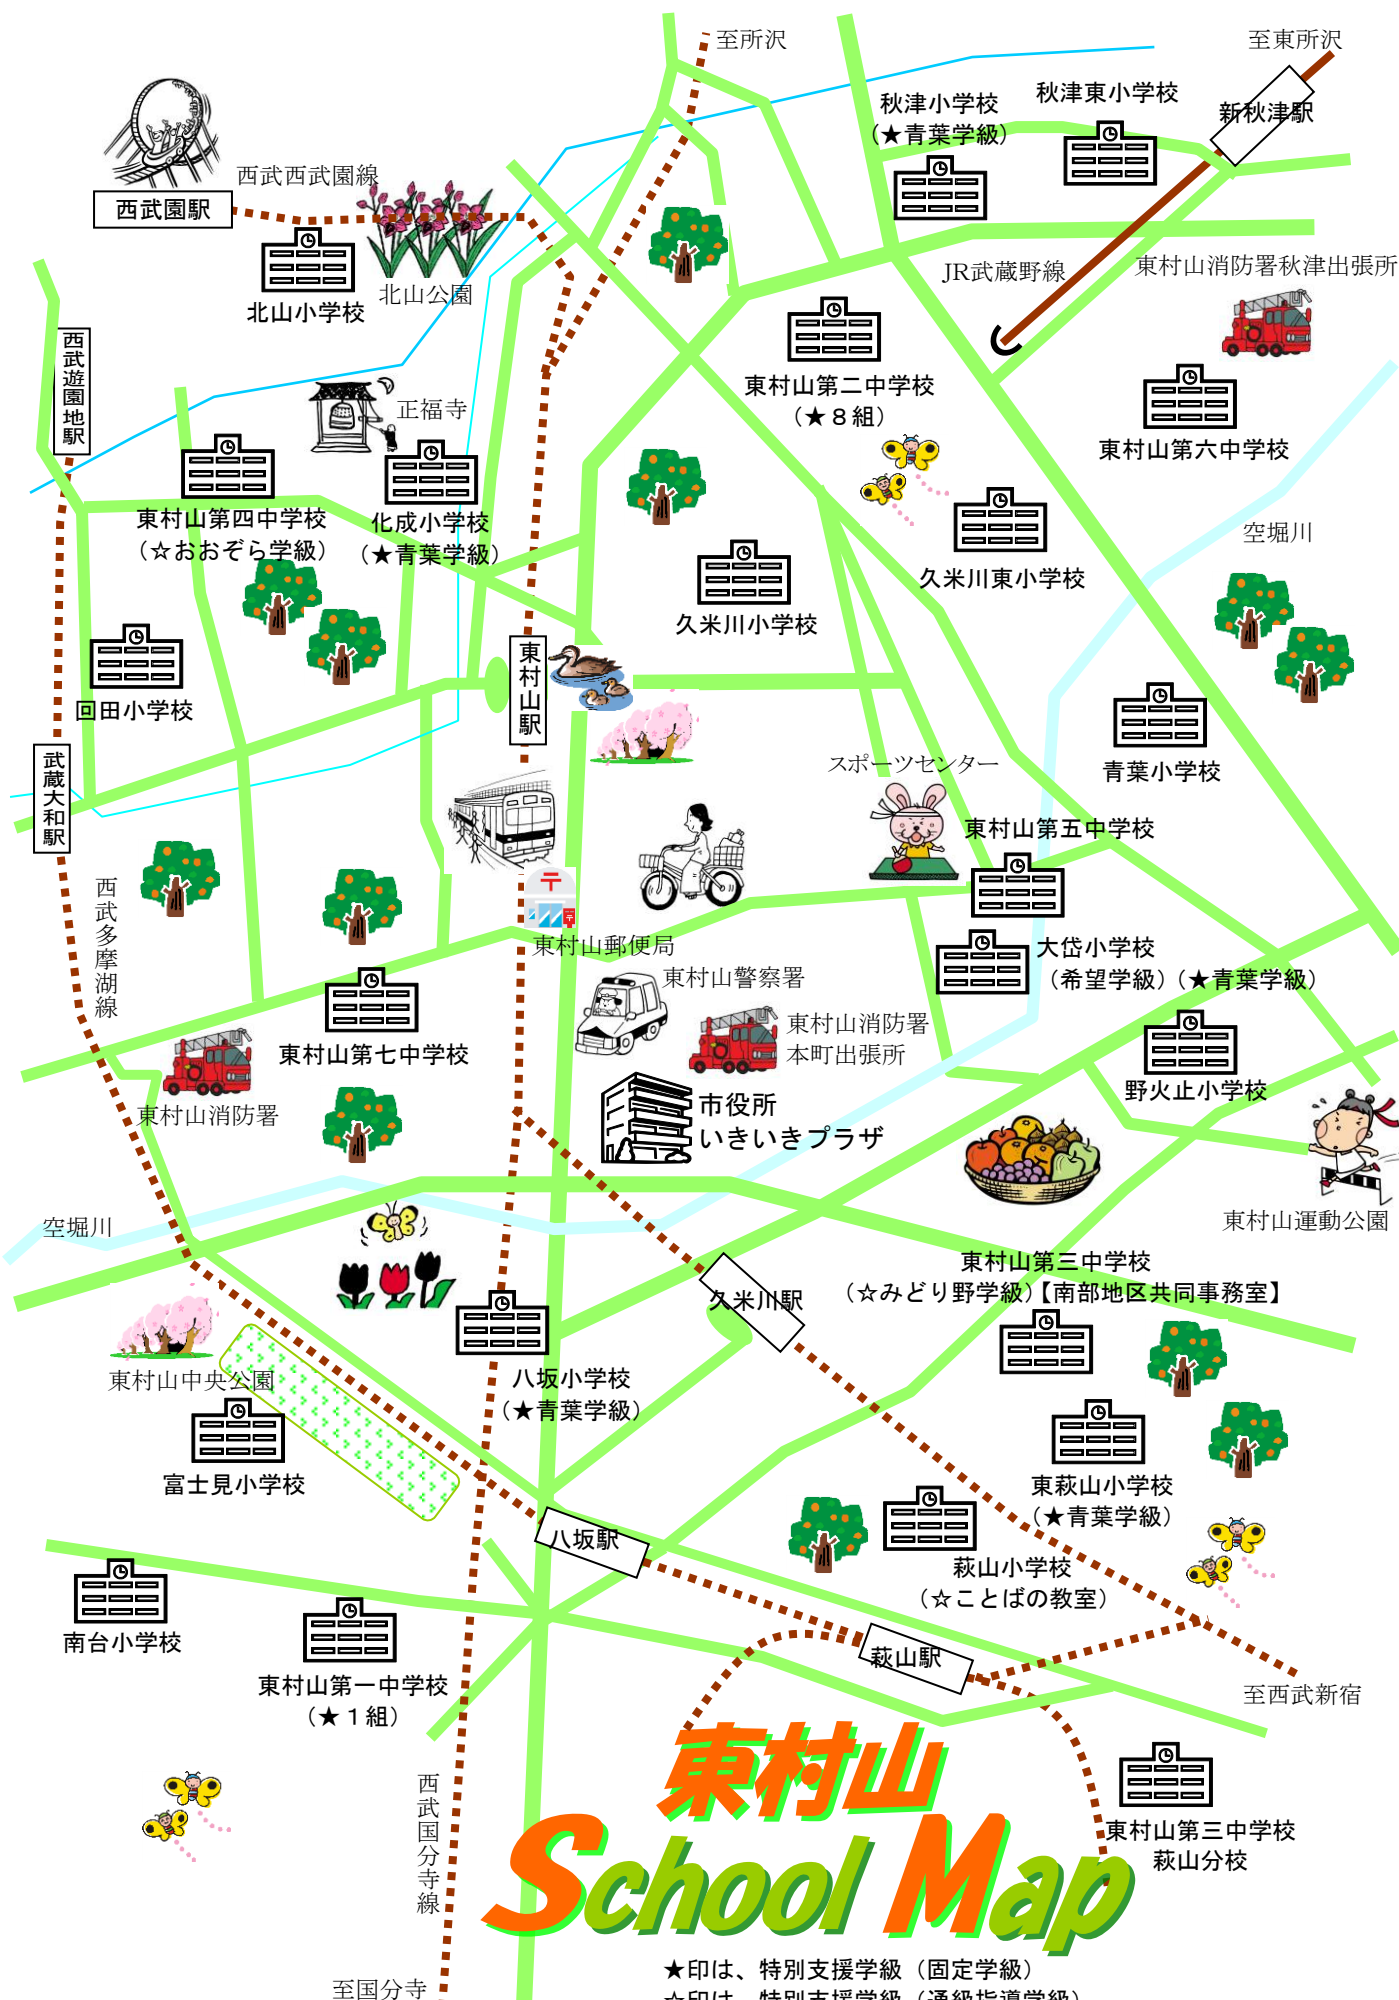 至所沢
至東所沢
秋津小学校
(★青葉学級)
秋津東小学校
新秋津駅
西武西武園線
西武園駅
北山小学校
北山公園
JR武蔵野線
東村山消防署秋津出張所
西武遊園地駅
正福寺
東村山第二中学校
(★8組)
東村山第六中学校
東村山第四中学校
(☆おおぞら学級)
化成小学校
(★青葉学級)
空堀川
久米川東小学校
久米川小学校
回田小学校
東村山駅
青葉小学校
武蔵大和駅
スポーツセンター
東村山第五中学校
西武多摩湖線
東村山郵便局
大岱小学校
(希望学級)(★青葉学級)
東村山警察署
東村山消防署
本町出張所
東村山第七中学校
東村山消防署
野火止小学校
市役所
いきいきプラザ
空堀川
東村山運動公園
東村山第三中学校
(☆みどり野学級)【南部地区共同事務室】
久米川駅
東村山中央公園
八坂小学校
(★青葉学級)
富士見小学校
東萩山小学校
(★青葉学級)
八坂駅
萩山小学校
(☆ことばの教室)
南台小学校
東村山第一中学校
(★1組)
萩山駅
至西武新宿
東村山
School Map
西武国分寺線
東村山第三中学校
萩山分校
至国分寺
★印は、特別支援学級(固定学級)
☆印は、特別支援学級(通級指導学級)